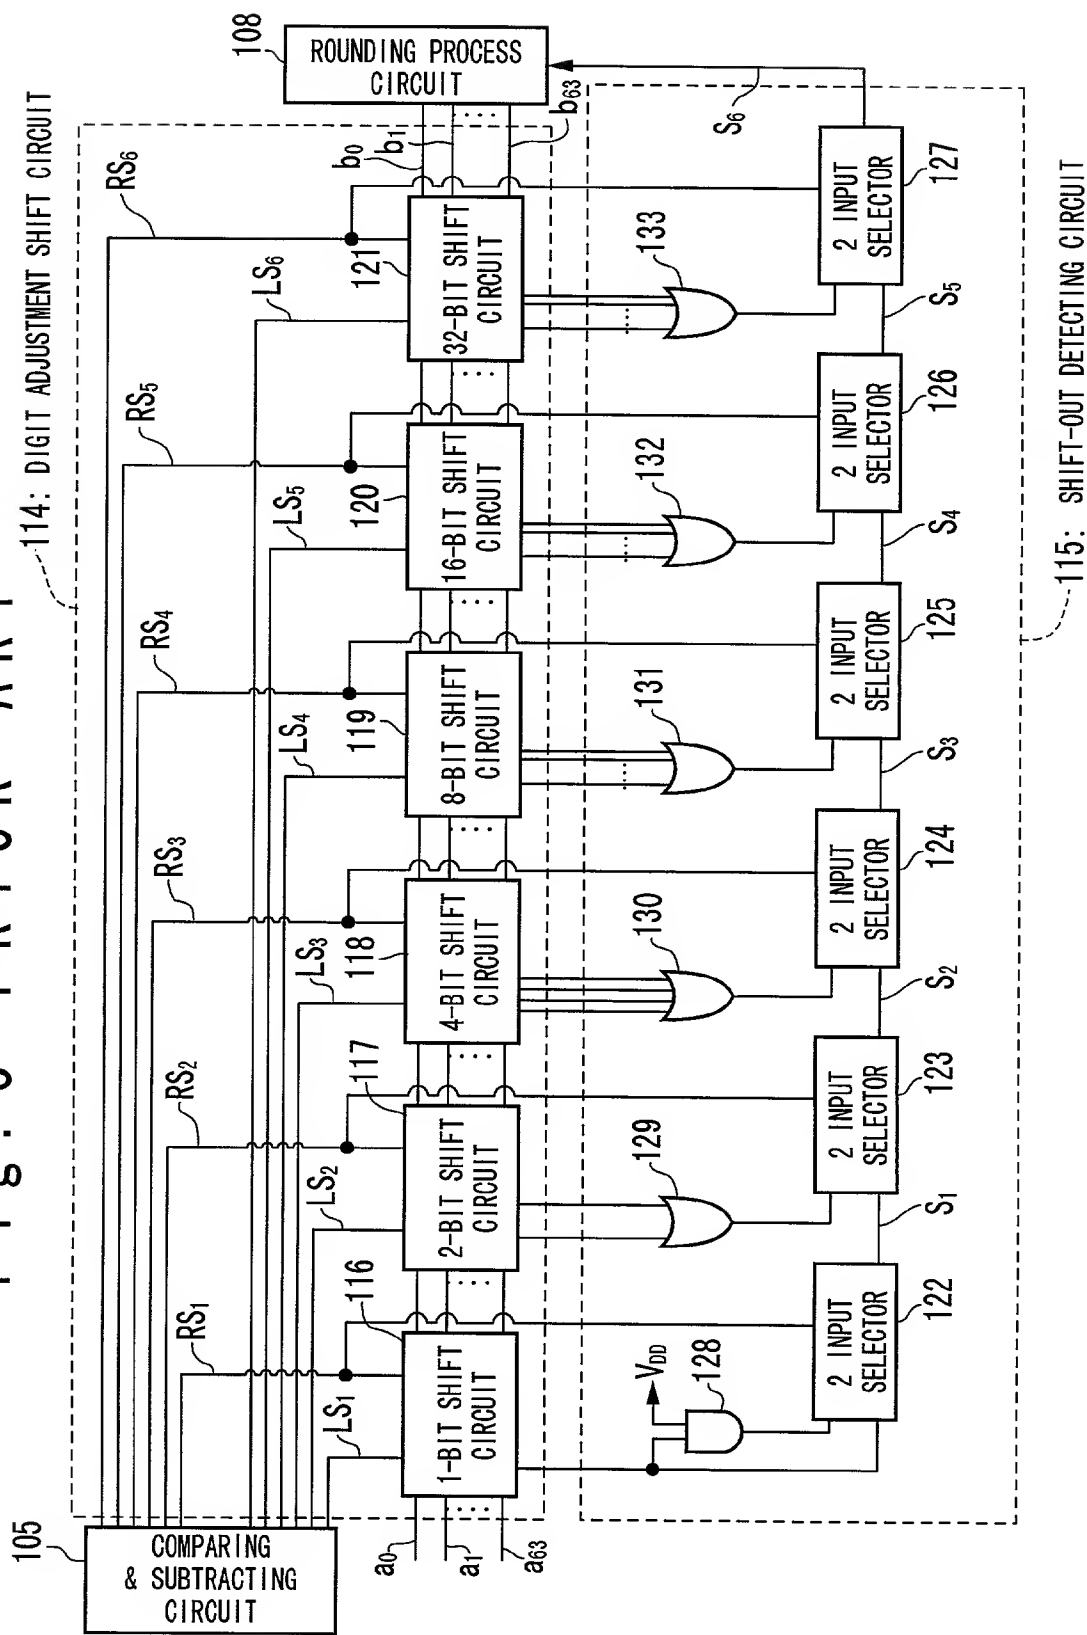 Fig. PRIOR ART
114: DIGIT ADJUSTMENT SHIFT CIRCUIT
105
COMPARING
& SUBTRACTING
CIRCUIT
RS1
RS2
RS3
RS4
RS5
RS6
LS1
LS2
LS3
LS4
LS5
LS6
108
ROUNDING PROCESS
CIRCUIT
a0
a1
a63
116
1-BIT SHIFT
CIRCUIT
117
2-BIT SHIFT
CIRCUIT
118
4-BIT SHIFT
CIRCUIT
119
8-BIT SHIFT
CIRCUIT
120
16-BIT SHIFT
CIRCUIT
121
32-BIT SHIFT
CIRCUIT
b0
b1
b63
VDD
128
129
130
131
132
133
2 INPUT
SELECTOR
122
S1
2 INPUT
SELECTOR
123
S2
2 INPUT
SELECTOR
124
S3
2 INPUT
SELECTOR
125
S4
2 INPUT
SELECTOR
126
S5
2 INPUT
SELECTOR
127
S6
115: SHIFT-OUT DETECTING CIRCUIT